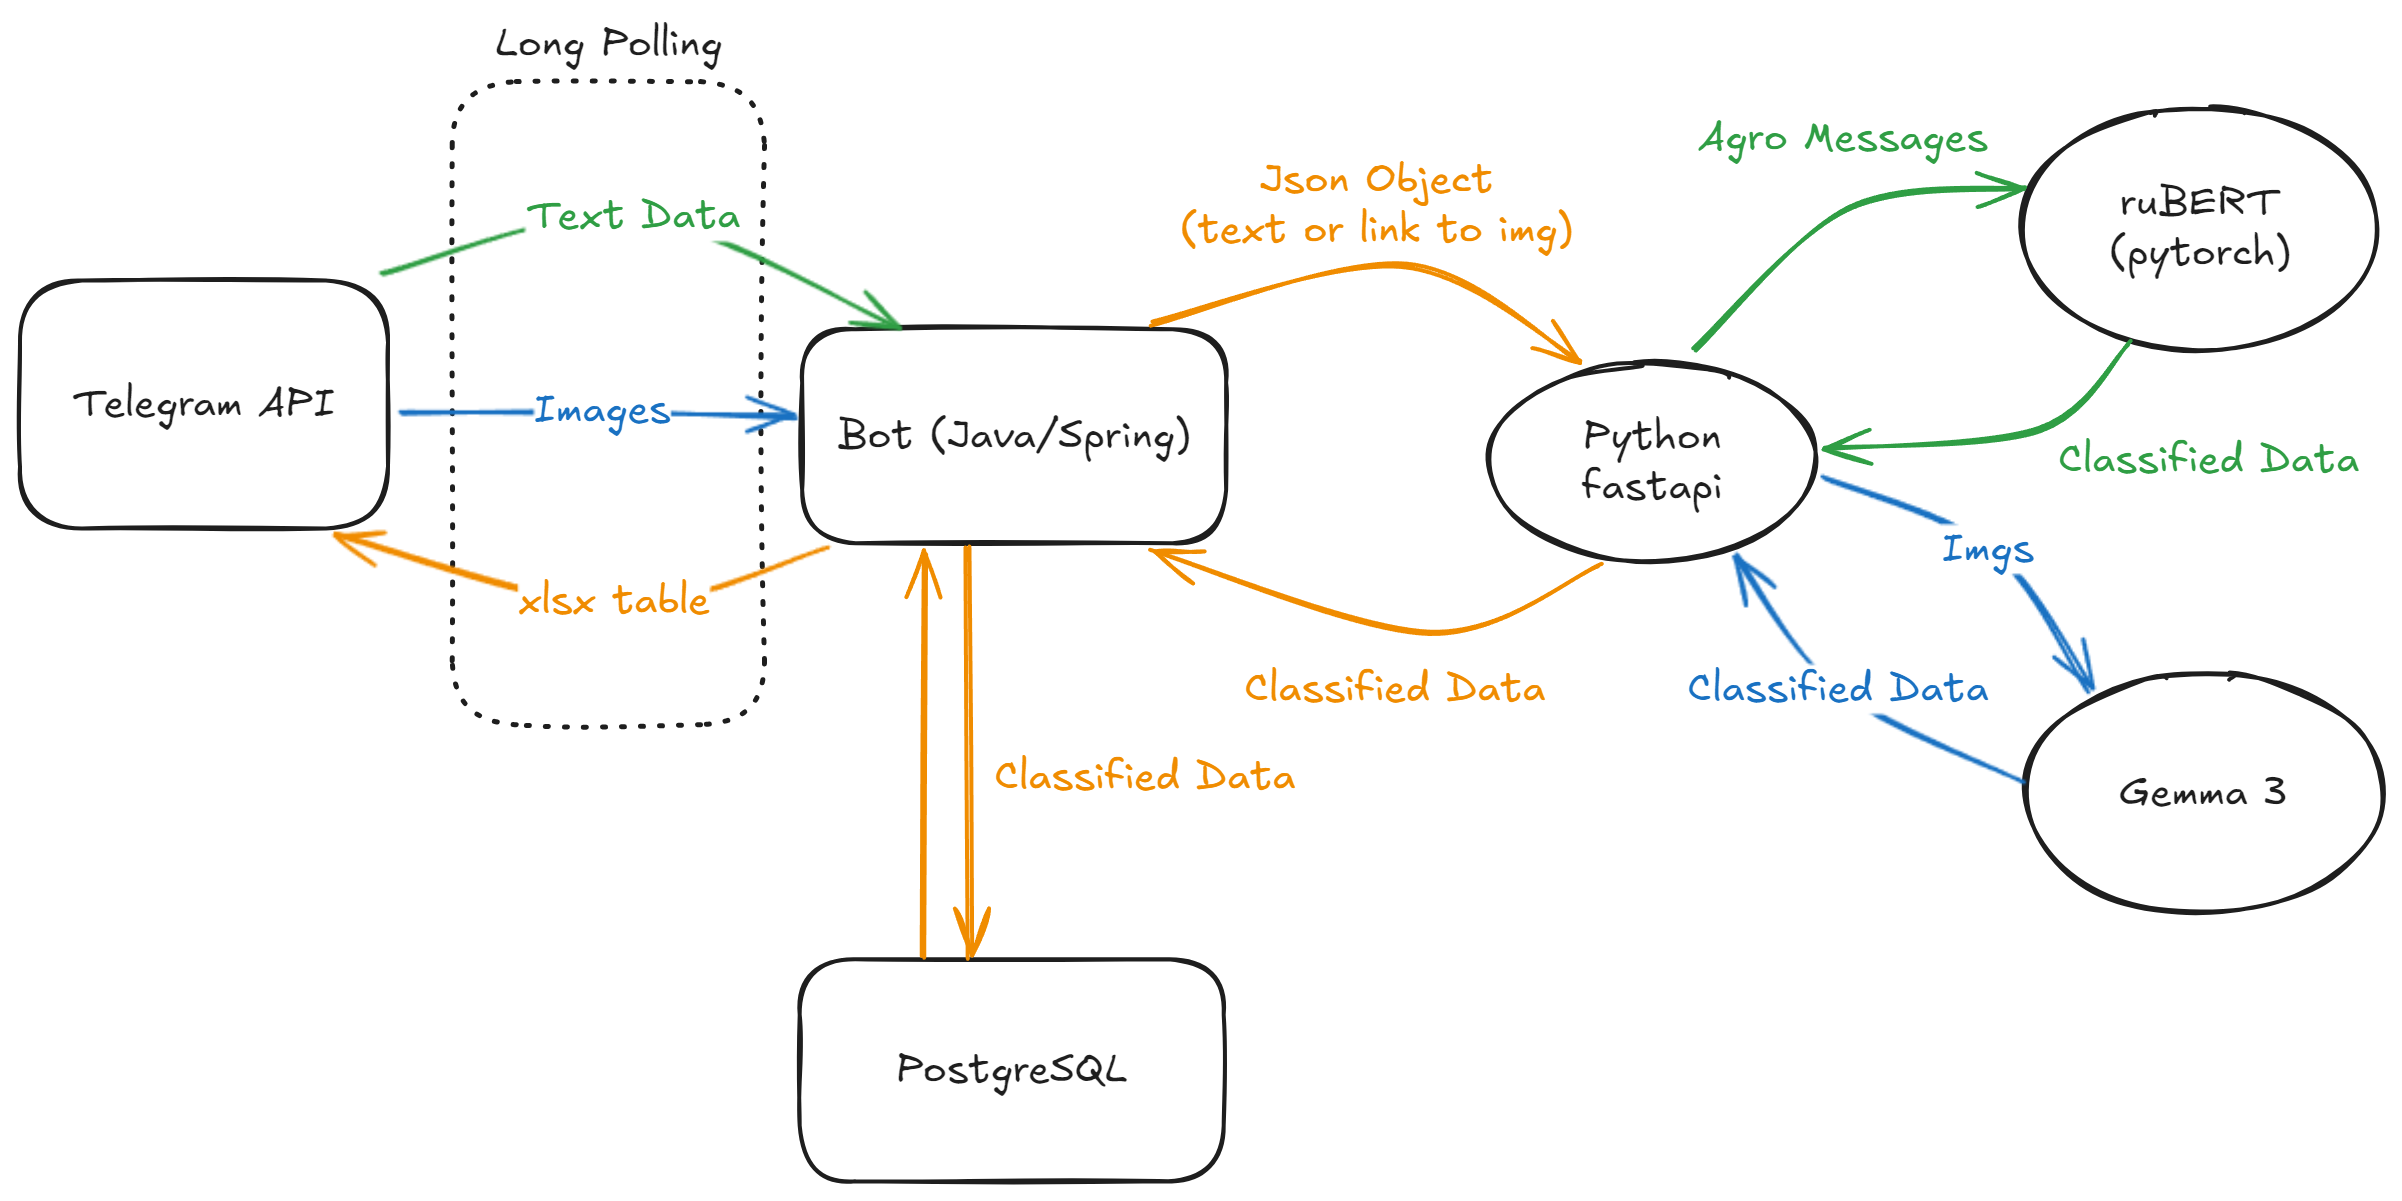 Long Polling
Text Data
Telegram API
Images
xlsx table
Bot (Java/Spring)
Json Object
(text or link to img)
Python
fastapi
Agro Messages
ruBERT
(pytorch)
Classified Data
Imgs
Classified Data
Gemma 3
Classified Data
Classified Data
PostgreSQL